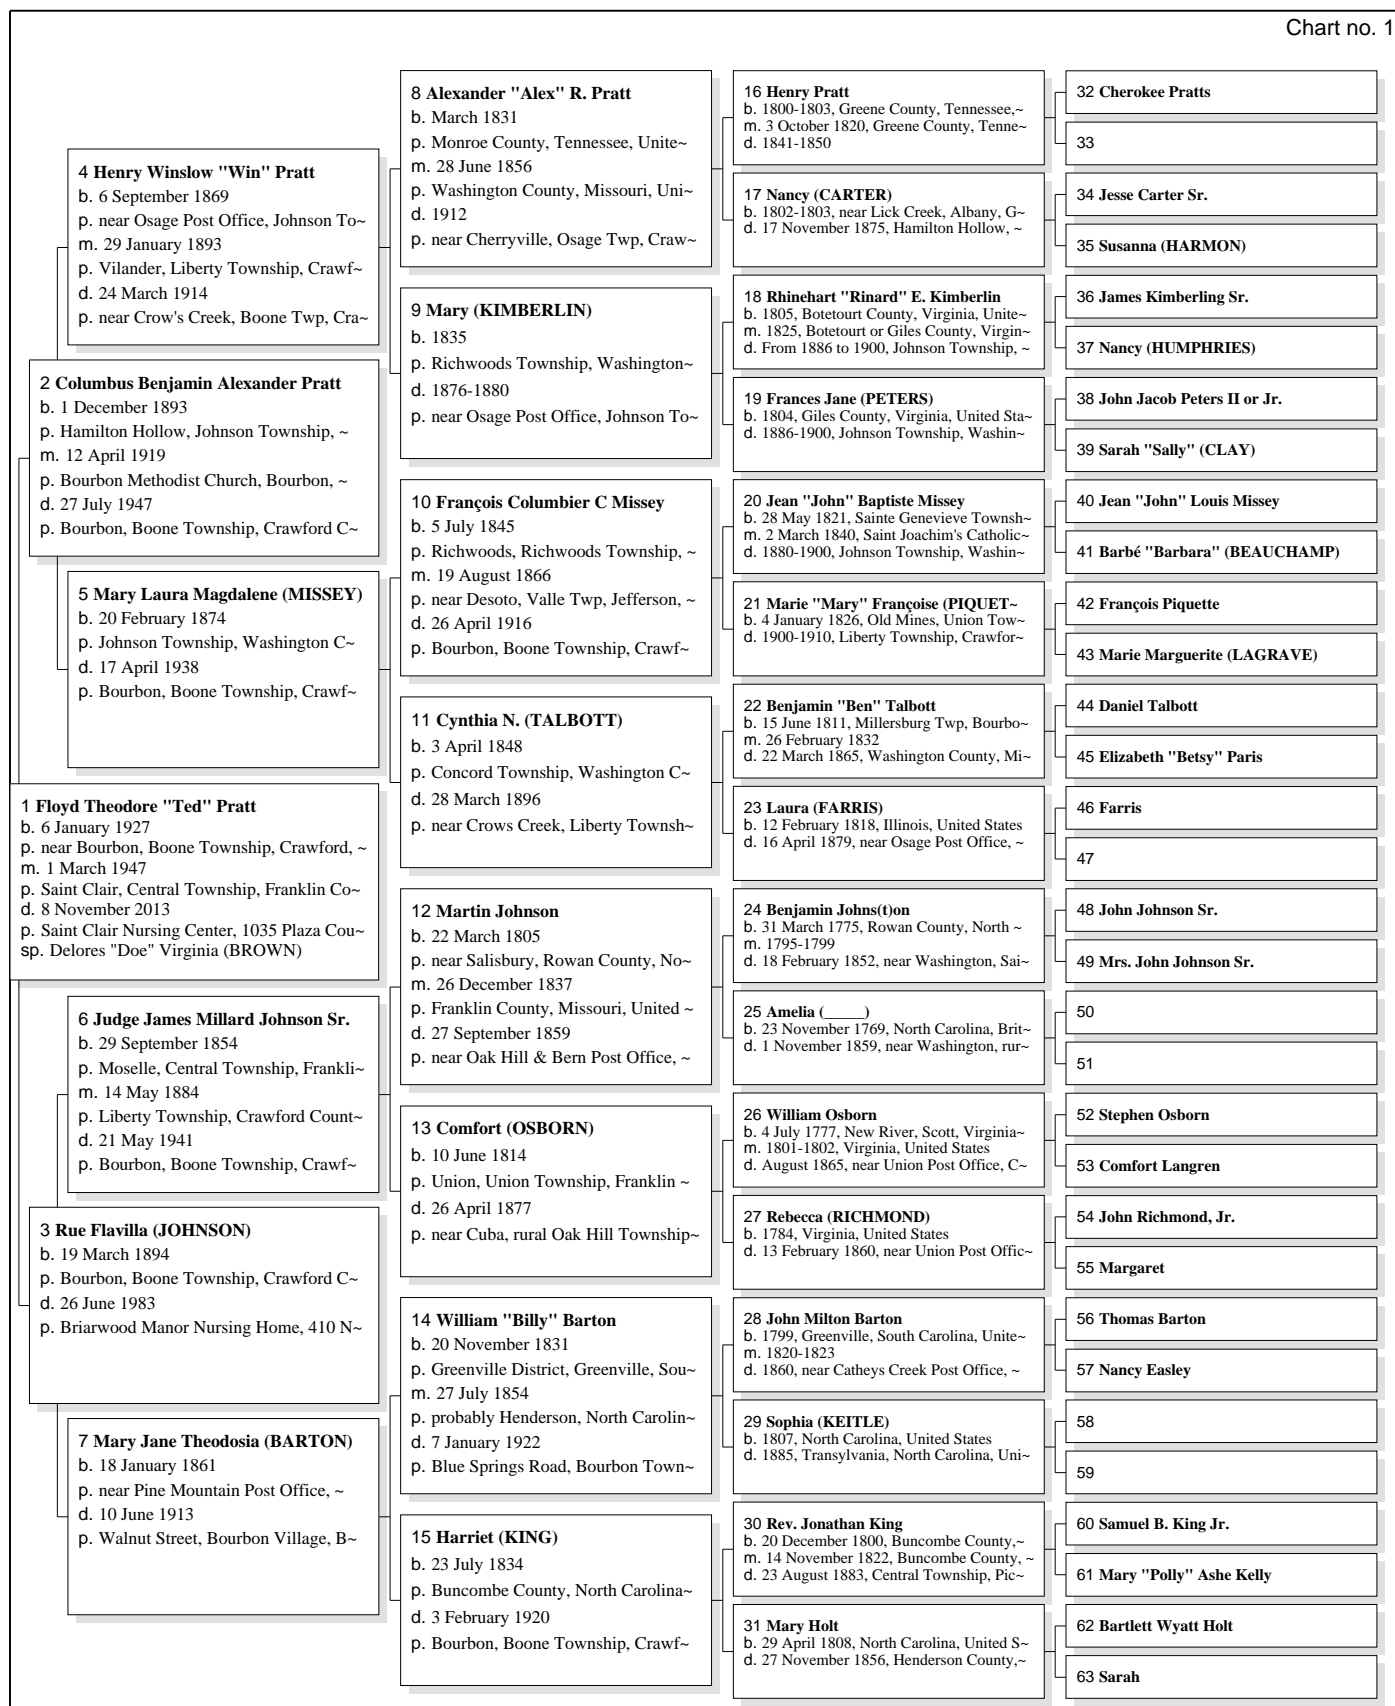 Chart no. 1
1 Floyd Theodore "Ted" Pratt
b. 6 January 1927
p. near Bourbon, Boone Township, Crawford, ~
m. 1 March 1947
p. Saint Clair, Central Township, Franklin Co~
d. 8 November 2013
p. Saint Clair Nursing Center, 1035 Plaza Cou~
sp. Delores "Doe" Virginia (BROWN)
2 Columbus Benjamin Alexander Pratt
b. 1 December 1893
p. Hamilton Hollow, Johnson Township, ~
m. 12 April 1919
p. Bourbon Methodist Church, Bourbon, ~
d. 27 July 1947
p. Bourbon, Boone Township, Crawford C~
3 Rue Flavilla (JOHNSON)
b. 19 March 1894
p. Bourbon, Boone Township, Crawford C~
d. 26 June 1983
p. Briarwood Manor Nursing Home, 410 N~
4 Henry Winslow "Win" Pratt
b. 6 September 1869
p. near Osage Post Office, Johnson To~
m. 29 January 1893
p. Vilander, Liberty Township, Crawf~
d. 24 March 1914
p. near Crow's Creek, Boone Twp, Cra~
5 Mary Laura Magdalene (MISSEY)
b. 20 February 1874
p. Johnson Township, Washington C~
d. 17 April 1938
p. Bourbon, Boone Township, Crawf~
6 Judge James Millard Johnson Sr.
b. 29 September 1854
p. Moselle, Central Township, Frankli~
m. 14 May 1884
p. Liberty Township, Crawford Count~
d. 21 May 1941
p. Bourbon, Boone Township, Crawf~
7 Mary Jane Theodosia (BARTON)
b. 18 January 1861
p. near Pine Mountain Post Office, ~
d. 10 June 1913
p. Walnut Street, Bourbon Village, B~
8 Alexander "Alex" R. Pratt
b. March 1831
p. Monroe County, Tennessee, Unite~
m. 28 June 1856
p. Washington County, Missouri, Uni~
d. 1912
p. near Cherryville, Osage Twp, Craw~
9 Mary (KIMBERLIN)
b. 1835
p. Richwoods Township, Washington~
d. 1876-1880
p. near Osage Post Office, Johnson To~
10 François Columbier C Missey
b. 5 July 1845
p. Richwoods, Richwoods Township, ~
m. 19 August 1866
p. near Desoto, Valle Twp, Jefferson, ~
d. 26 April 1916
p. Bourbon, Boone Township, Crawf~
11 Cynthia N. (TALBOTT)
b. 3 April 1848
p. Concord Township, Washington C~
d. 28 March 1896
p. near Crows Creek, Liberty Townsh~
12 Martin Johnson
b. 22 March 1805
p. near Salisbury, Rowan County, No~
m. 26 December 1837
p. Franklin County, Missouri, United ~
d. 27 September 1859
p. near Oak Hill & Bern Post Office, ~
13 Comfort (OSBORN)
b. 10 June 1814
p. Union, Union Township, Franklin ~
d. 26 April 1877
p. near Cuba, rural Oak Hill Township~
14 William "Billy" Barton
b. 20 November 1831
p. Greenville District, Greenville, Sou~
m. 27 July 1854
p. probably Henderson, North Carolin~
d. 7 January 1922
p. Blue Springs Road, Bourbon Town~
15 Harriet (KING)
b. 23 July 1834
p. Buncombe County, North Carolina~
d. 3 February 1920
p. Bourbon, Boone Township, Crawf~
16 Henry Pratt
b. 1800-1803, Greene County, Tennessee,~
m. 3 October 1820, Greene County, Tenne~
d. 1841-1850
17 Nancy (CARTER)
b. 1802-1803, near Lick Creek, Albany, G~
d. 17 November 1875, Hamilton Hollow, ~
18 Rhinehart "Rinard" E. Kimberlin
b. 1805, Botetourt County, Virginia, Unite~
m. 1825, Botetourt or Giles County, Virgin~
d. From 1886 to 1900, Johnson Township, ~
19 Frances Jane (PETERS)
b. 1804, Giles County, Virginia, United Sta~
d. 1886-1900, Johnson Township, Washin~
20 Jean "John" Baptiste Missey
b. 28 May 1821, Sainte Genevieve Townsh~
m. 2 March 1840, Saint Joachim's Catholic~
d. 1880-1900, Johnson Township, Washin~
21 Marie "Mary" Françoise (PIQUET~
b. 4 January 1826, Old Mines, Union Tow~
d. 1900-1910, Liberty Township, Crawfor~
22 Benjamin "Ben" Talbott
b. 15 June 1811, Millersburg Twp, Bourbo~
m. 26 February 1832
d. 22 March 1865, Washington County, Mi~
23 Laura (FARRIS)
b. 12 February 1818, Illinois, United States
d. 16 April 1879, near Osage Post Office, ~
24 Benjamin Johns(t)on
b. 31 March 1775, Rowan County, North ~
m. 1795-1799
d. 18 February 1852, near Washington, Sai~
25 Amelia (_____)
b. 23 November 1769, North Carolina, Brit~
d. 1 November 1859, near Washington, rur~
26 William Osborn
b. 4 July 1777, New River, Scott, Virginia~
m. 1801-1802, Virginia, United States
d. August 1865, near Union Post Office, C~
27 Rebecca (RICHMOND)
b. 1784, Virginia, United States
d. 13 February 1860, near Union Post Offic~
28 John Milton Barton
b. 1799, Greenville, South Carolina, Unite~
m. 1820-1823
d. 1860, near Catheys Creek Post Office, ~
29 Sophia (KEITLE)
b. 1807, North Carolina, United States
d. 1885, Transylvania, North Carolina, Uni~
30 Rev. Jonathan King
b. 20 December 1800, Buncombe County,~
m. 14 November 1822, Buncombe County, ~
d. 23 August 1883, Central Township, Pic~
31 Mary Holt
b. 29 April 1808, North Carolina, United S~
d. 27 November 1856, Henderson County,~
32 Cherokee Pratts
33
34 Jesse Carter Sr.
35 Susanna (HARMON)
36 James Kimberling Sr.
37 Nancy (HUMPHRIES)
38 John Jacob Peters II or Jr.
39 Sarah "Sally" (CLAY)
40 Jean "John" Louis Missey
41 Barbé "Barbara" (BEAUCHAMP)
42 François Piquette
43 Marie Marguerite (LAGRAVE)
44 Daniel Talbott
45 Elizabeth "Betsy" Paris
46 Farris
47
48 John Johnson Sr.
49 Mrs. John Johnson Sr.
50
51
52 Stephen Osborn
53 Comfort Langren
54 John Richmond, Jr.
55 Margaret
56 Thomas Barton
57 Nancy Easley
58
59
60 Samuel B. King Jr.
61 Mary "Polly" Ashe Kelly
62 Bartlett Wyatt Holt
63 Sarah